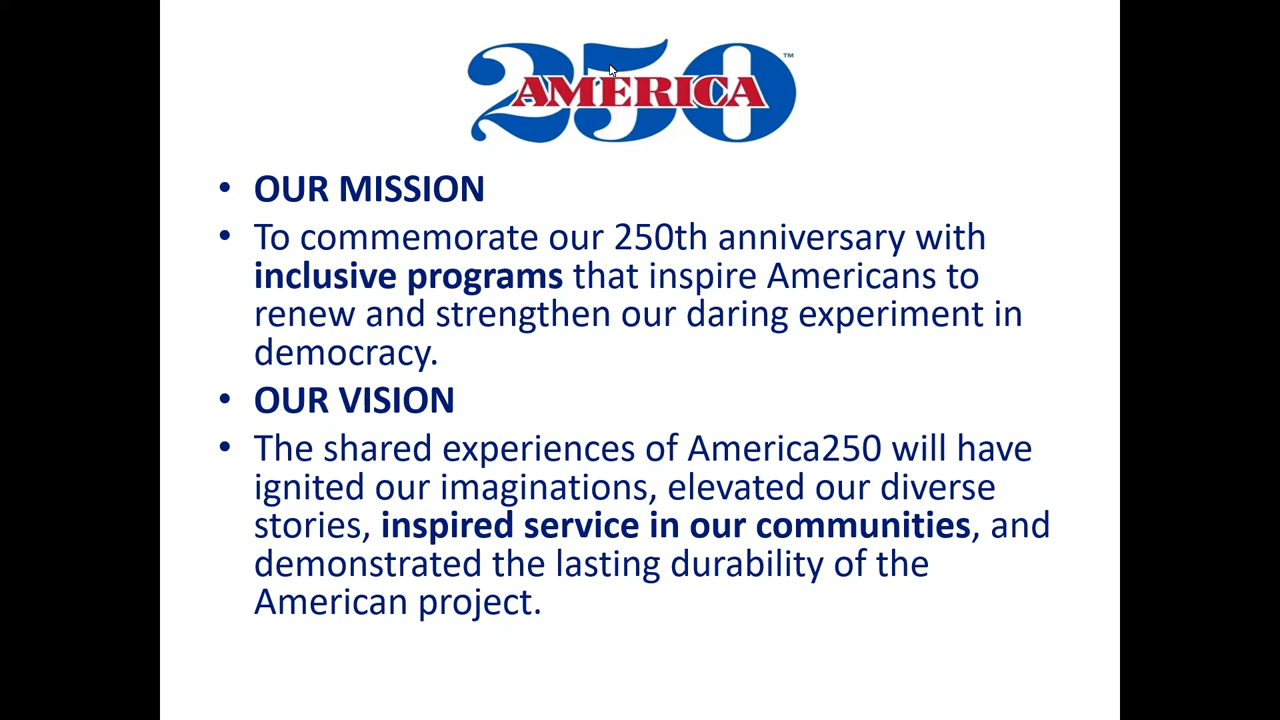 250
AMERICA
™
• OUR MISSION
• To commemorate our 250th anniversary with
inclusive programs that inspire Americans to
renew and strengthen our daring experiment in
democracy.
• OUR VISION
• The shared experiences of America250 will have
ignited our imaginations, elevated our diverse
stories, inspired service in our communities, and
demonstrated the lasting durability of the
American project.